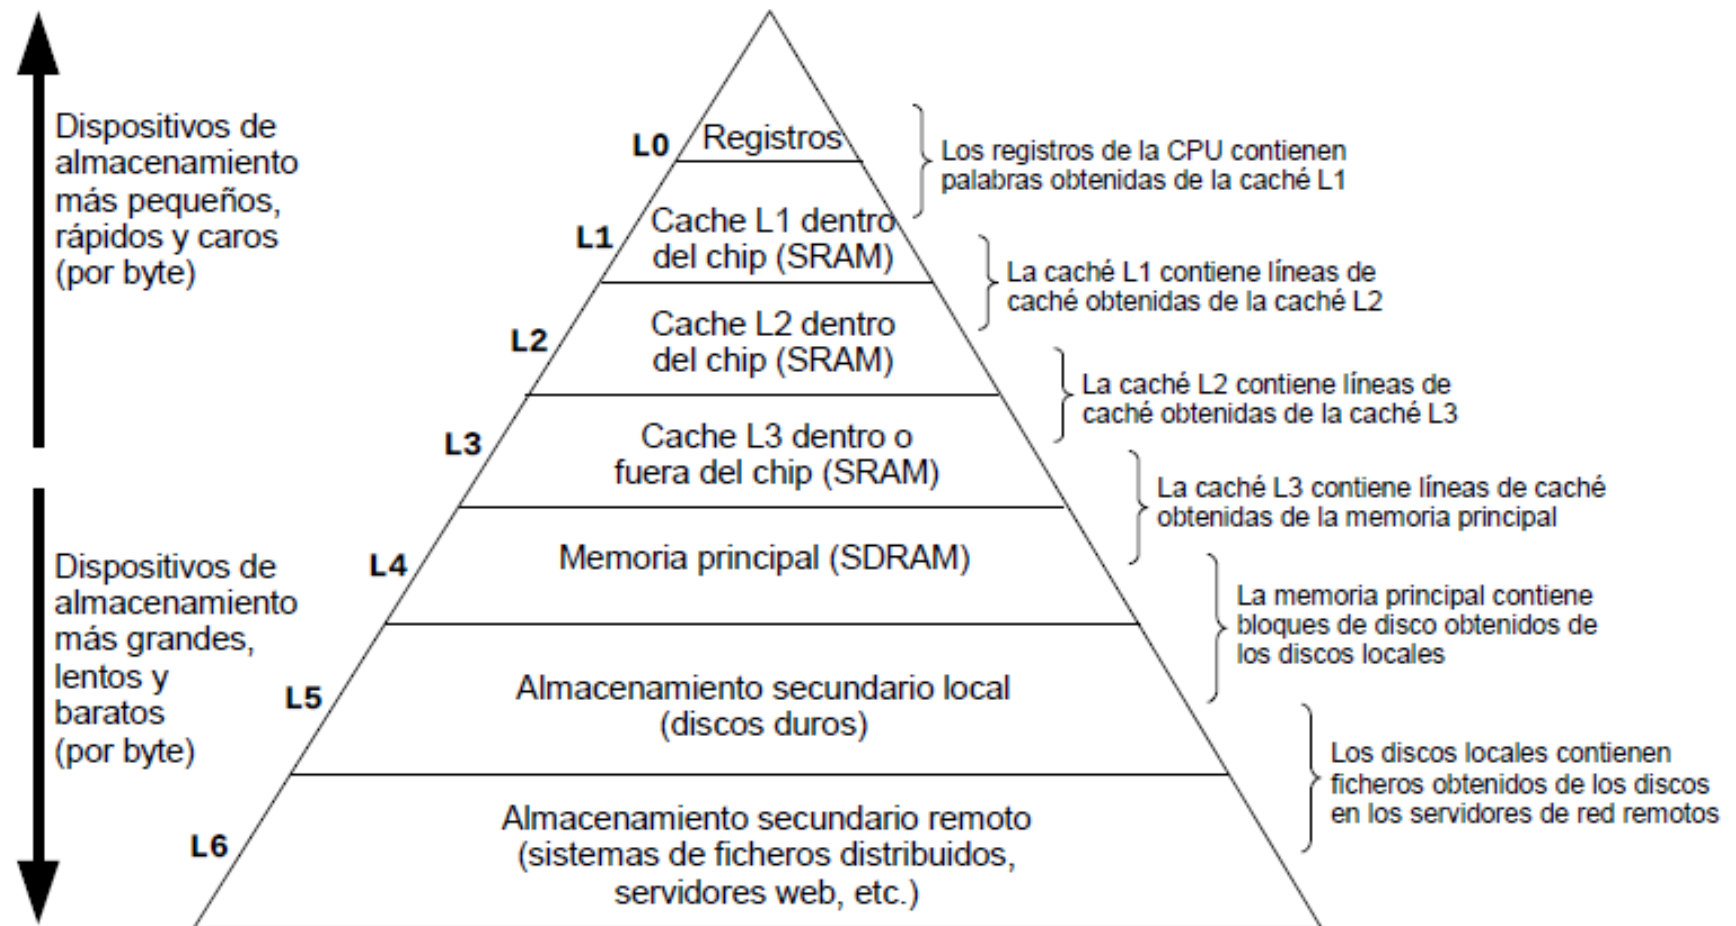 Dispositivos de
almacenamiento
más pequeños,
rápidos y caros
(por byte)
Dispositivos de
almacenamiento
más grandes,
lentos y
baratos
(por byte)
L0
Registros
Los registros de la CPU contienen
palabras obtenidas de la caché L1
L1
Cache L1 dentro
del chip (SRAM)
La caché L1 contiene líneas de
caché obtenidas de la caché L2
L2
Cache L2 dentro
del chip (SRAM)
La caché L2 contiene líneas de
caché obtenidas de la caché L3
L3
Cache L3 dentro o
fuera del chip (SRAM)
La caché L3 contiene líneas de caché
obtenidas de la memoria principal
L4
Memoria principal (SDRAM)
La memoria principal contiene
bloques de disco obtenidos de
los discos locales
L5
Almacenamiento secundario local
(discos duros)
Los discos locales contienen
ficheros obtenidos de los discos
en los servidores de red remotos
L6
Almacenamiento secundario remoto
(sistemas de ficheros distribuidos,
servidores web, etc.)